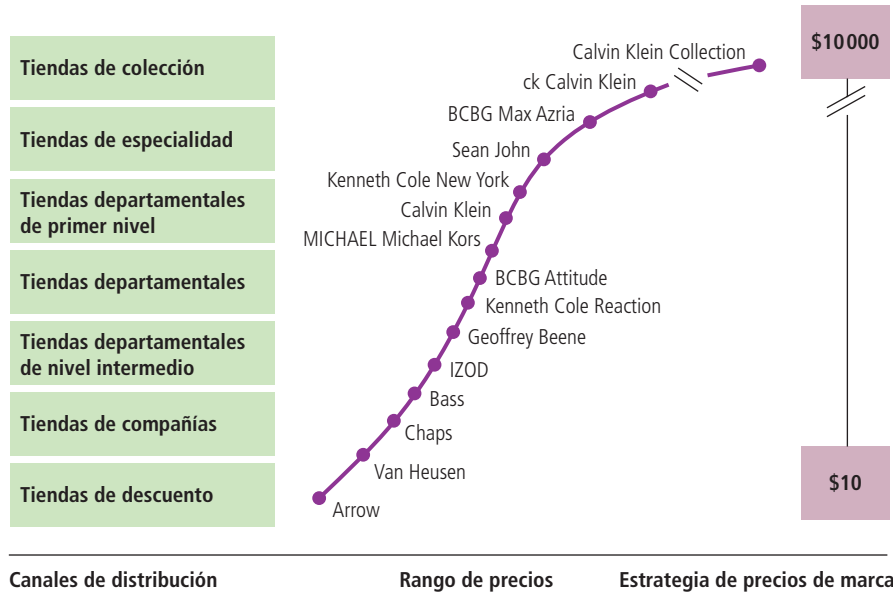 Tiendas de colección
Tiendas de especialidad
Tiendas departamentales
de primer nivel
Tiendas departamentales
Tiendas departamentales
de nivel intermedio
Tiendas de compañías
Tiendas de descuento
Calvin Klein Collection
ck Calvin Klein
BCBG Max Azria
Sean John
Kenneth Cole New York
Calvin Klein
MICHAEL Michael Kors
BCBG Attitude
Kenneth Cole Reaction
Geoffrey Beene
IZOD
Bass
Chaps
Van Heusen
Arrow
$10 000
$10
Canales de distribución
Rango de precios
Estrategia de precios de marca